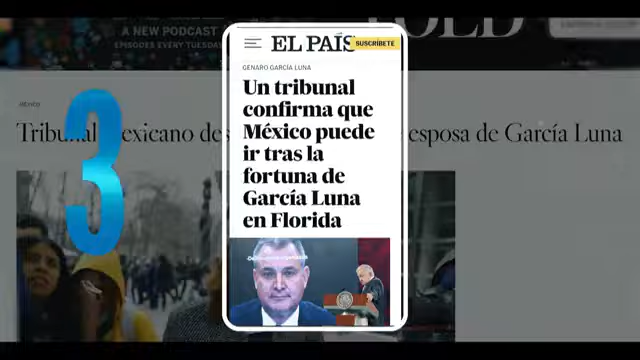 A NEW PODCAST
EPISODES EVERY TUESDAY
EL PAÍS
SUSCRÍBETE
GENARO GARCÍA LUNA
Un tribunal
confirma que
México puede
ir tras la
fortuna de
García Luna
en Florida
MÉXICO
Tribunal
esposa de García Luna
3